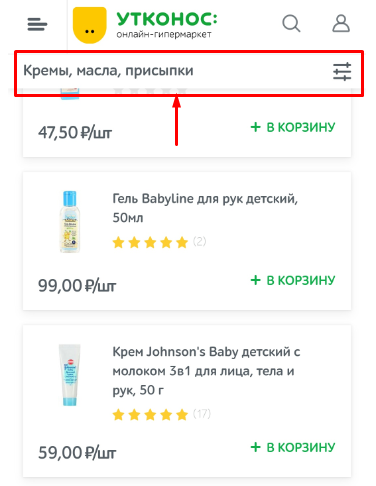 УТКОНОС:
онлайн-гипермаркет
Кремы, масла, присыпки
47,50 ₽/шт
+ В КОРЗИНУ
Гель Babyline для рук детский,
50мл
(2)
99,00 ₽/шт
+ В КОРЗИНУ
Крем Johnson's Baby детский с
молоком 3в1 для лица, тела и
рук, 50 г
(17)
59,00 ₽/шт
+ В КОРЗИНУ